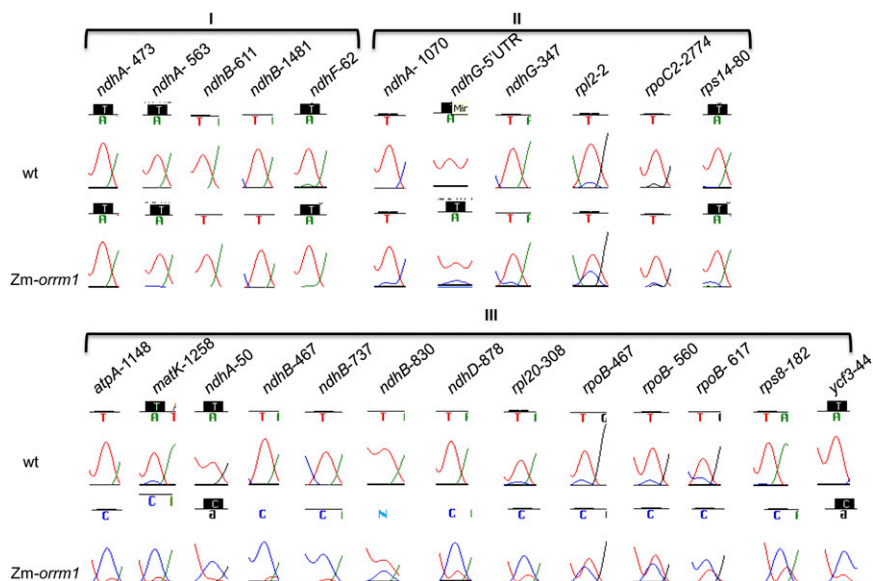 I II
ndhA- 473 ndhA- 563 ndhB-611 ndhB-1481 ndhF-62 ndhA- 1070 ndhG-5'UTR ndhG-347 rpl2-2 rpoC2-2774 rps14-80
T T T Mir T
A A T T A T A T A T T A
wt
T T T T
A A T T A T A T T T A
Zm-orrm1
III
atpA-1148 matK-1258 ndhA-50 ndhB-467 ndhB-737 ndhB-830 ndhD-878 rpl20-308 rpoB-467 rpoB- 560 rpoB- 617 rps8-182 ycf3-44
T T T
T A T A T T T T T T T T T A A
wt
C C
C C G C C N C C C C C C G
Zm-orrm1